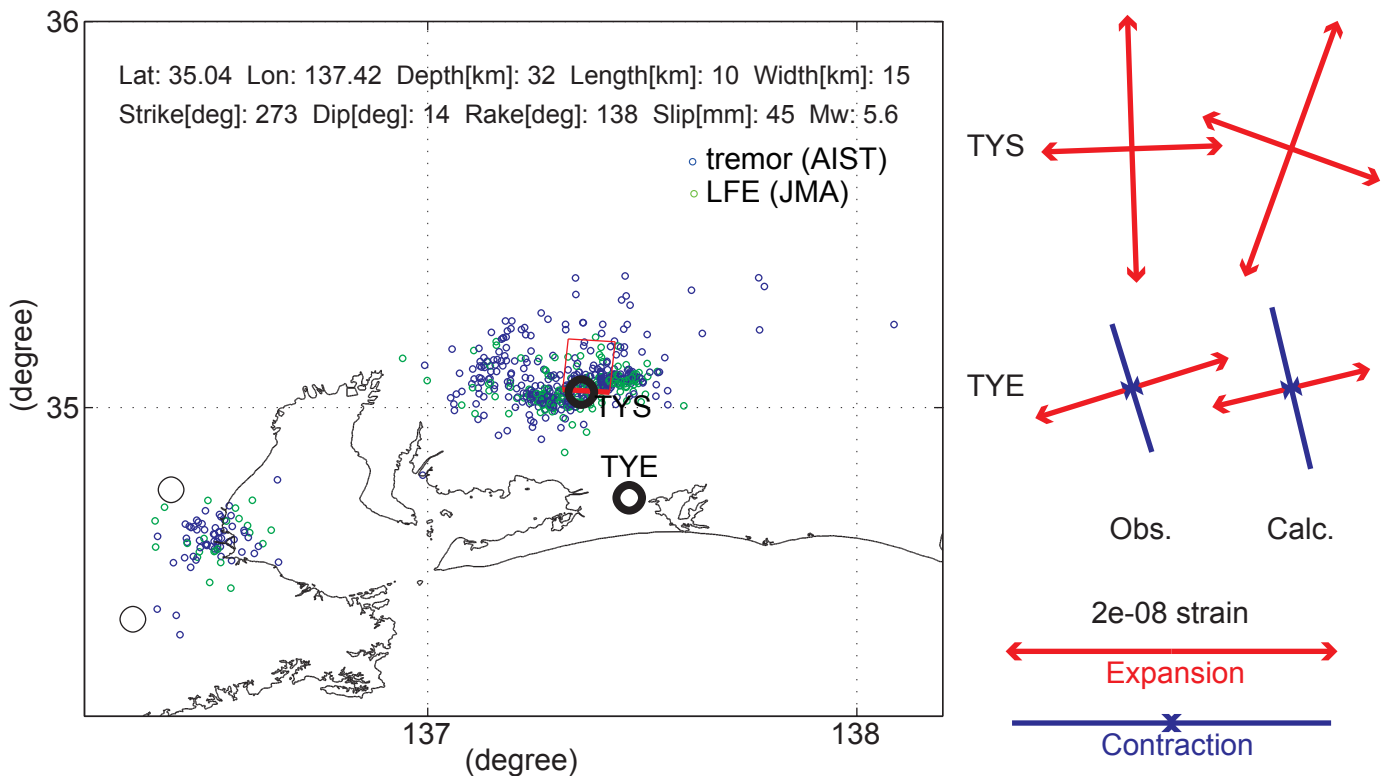 36
Lat: 35.04 Lon: 137.42 Depth[km]: 32 Length[km]: 10 Width[km]: 15
Strike[deg]: 273 Dip[deg]: 14 Rake[deg]: 138 Slip[mm]: 45 Mw: 5.6
tremor (AIST)
LFE (JMA)
TYS
(degree)
35
TYS
TYE
TYE
Obs. Calc.
2e-08 strain
Expansion
137 138
(degree)
Contraction